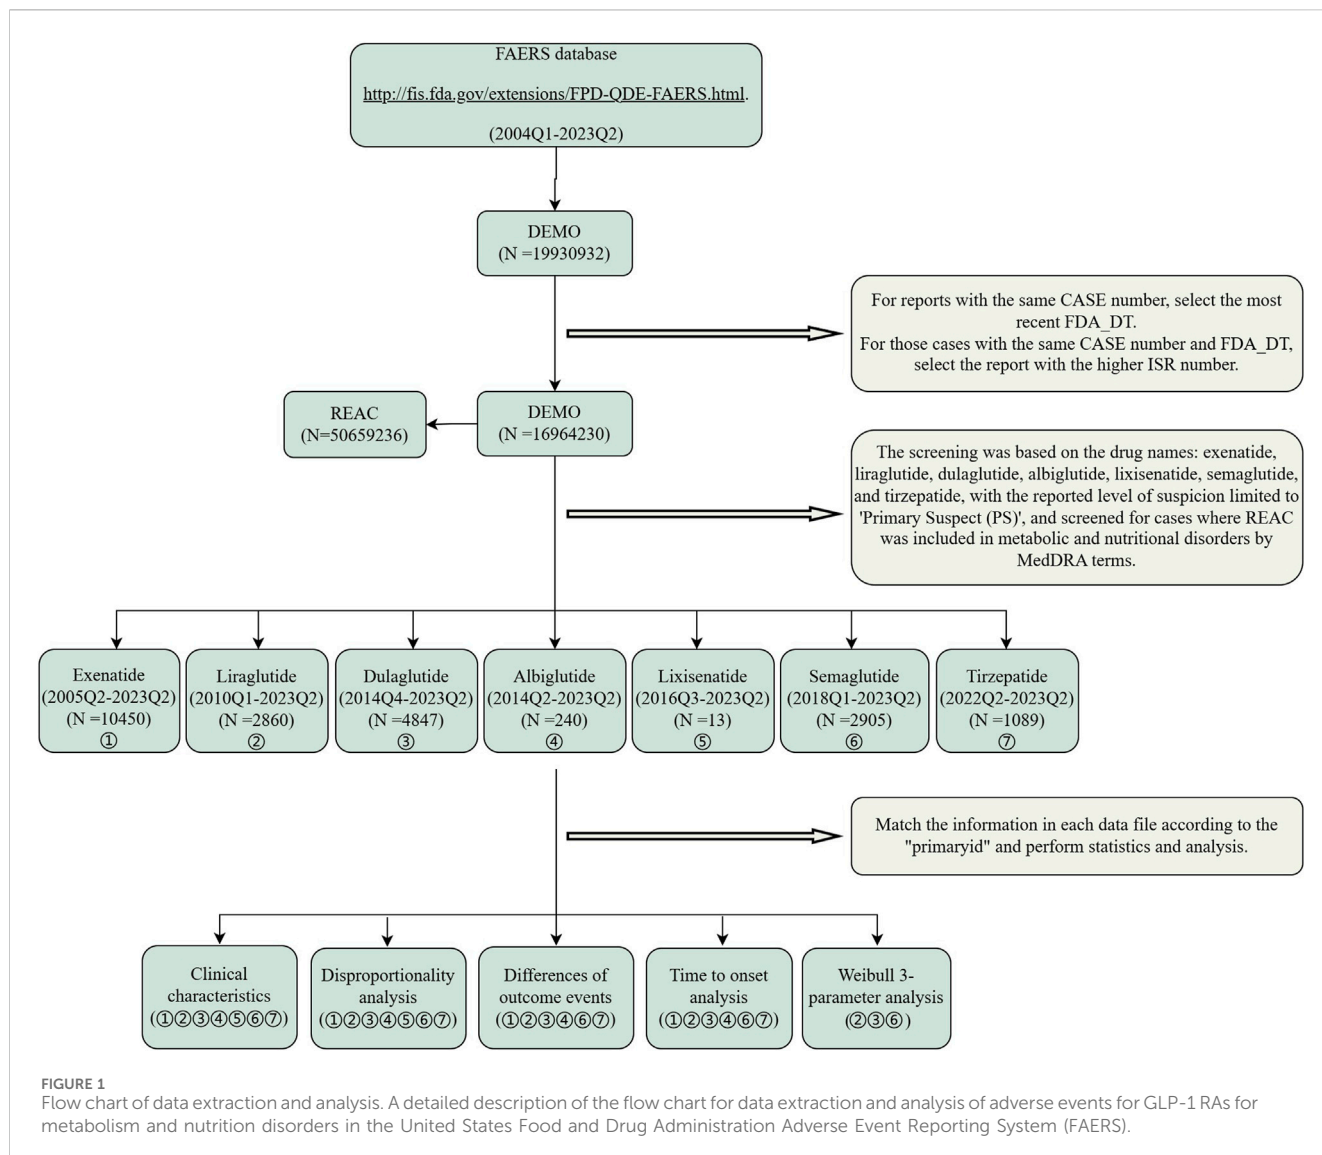 FAERS database
http://fis.fda.gov/extensions/FPD-QDE-FAERS.html.
(2004Q1-2023Q2)
DEMO
(N =19930932)
For reports with the same CASE number, select the most
recent FDA_DT.
For those cases with the same CASE number and FDA_DT,
select the report with the higher ISR number.
REAC
(N=50659236)
DEMO
(N =16964230)
The screening was based on the drug names: exenatide,
liraglutide, dulaglutide, albiglutide, lixisenatide, semaglutide,
and tirzepatide, with the reported level of suspicion limited to
'Primary Suspect (PS)', and screened for cases where REAC
was included in metabolic and nutritional disorders by
MedDRA terms.
Exenatide
(2005Q2-2023Q2)
(N =10450)
①
Liraglutide
(2010Q1-2023Q2)
(N =2860)
②
Dulaglutide
(2014Q4-2023Q2)
(N =4847)
③
Albiglutide
(2014Q2-2023Q2)
(N =240)
④
Lixisenatide
(2016Q3-2023Q2)
(N =13)
⑤
Semaglutide
(2018Q1-2023Q2)
(N =2905)
⑥
Tirzepatide
(2022Q2-2023Q2)
(N =1089)
⑦
Match the information in each data file according to the
"primaryid" and perform statistics and analysis.
Clinical
characteristics
(①②③④⑤⑥⑦)
Disproportionality
analysis
(①②③④⑤⑥⑦)
Differences of
outcome events
(①②③④⑥⑦)
Time to onset
analysis
(①②③④⑥⑦)
Weibull 3-
parameter analysis
(②③⑥)
FIGURE 1
Flow chart of data extraction and analysis. A detailed description of the flow chart for data extraction and analysis of adverse events for GLP-1 RAs for
metabolism and nutrition disorders in the United States Food and Drug Administration Adverse Event Reporting System (FAERS).